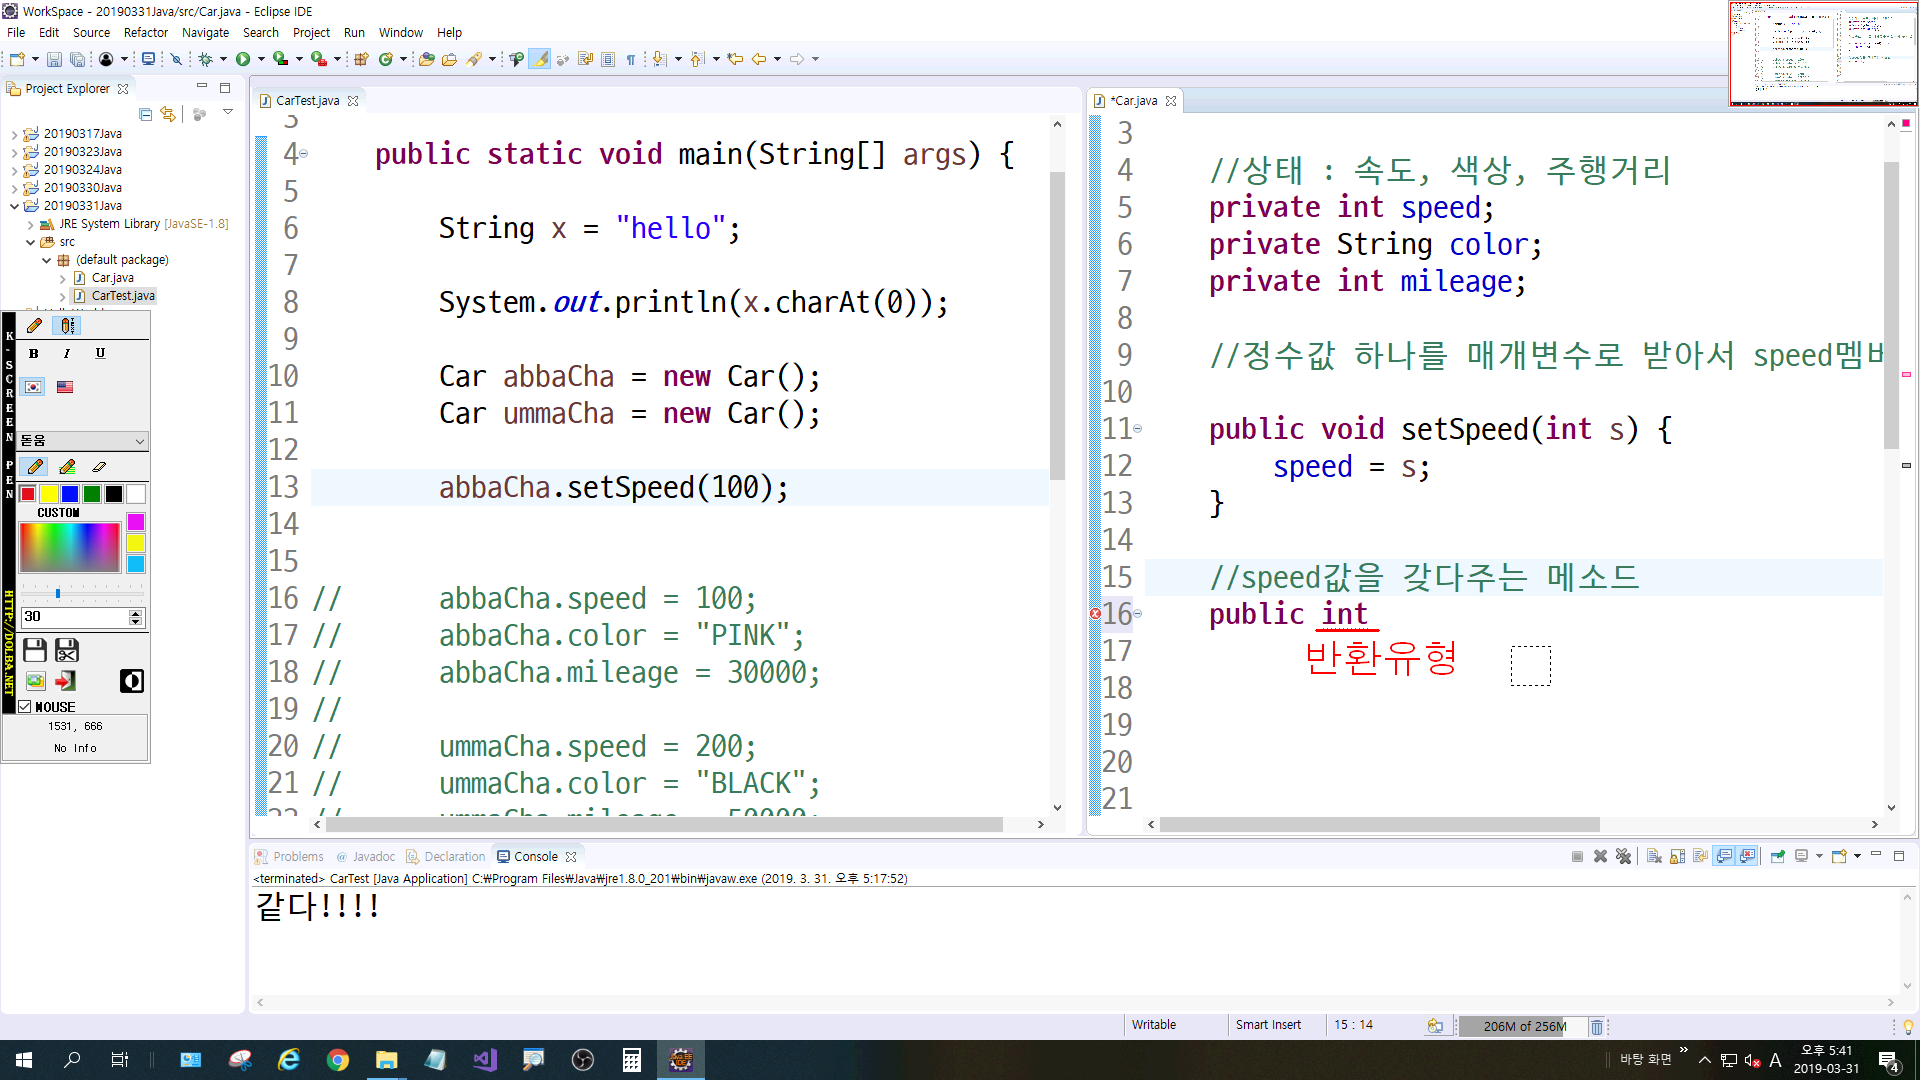 WorkSpace - 20190331Java/src/Car.java - Eclipse IDE
File Edit Source Refactor Navigate Search Project Run Window Help
Project Explorer
20190317Java
20190323Java
20190324Java
20190330Java
20190331Java
JRE System Library [JavaSE-1.8]
src
(default package)
Car.java
CarTest.java
K-SCREEN PEN
HTTP://DOLBA.NET
B I U
돋움
CUSTOM
30
MOUSE
1531, 666
No Info
CarTest.java
3
4 public static void main(String[] args) {
5
6 String x = "hello";
7
8 System.out.println(x.charAt(0));
9
10 Car abbaCha = new Car();
11 Car ummaCha = new Car();
12
13 abbaCha.setSpeed(100);
14
15
16 // abbaCha.speed = 100;
17 // abbaCha.color = "PINK";
18 // abbaCha.mileage = 30000;
19 //
20 // ummaCha.speed = 200;
21 // ummaCha.color = "BLACK";
22 // ummaCha.mileage = 50000;
*Car.java
3
4 //상태 : 속도, 색상, 주행거리
5 private int speed;
6 private String color;
7 private int mileage;
8
9 //정수값 하나를 매개변수로 받아서 speed멤버
10
11 public void setSpeed(int s) {
12 speed = s;
13 }
14
15 //speed값을 갖다주는 메소드
16 public int
17 반환유형
18
19
20
21
Problems Javadoc Declaration Console
<terminated> CarTest [Java Application] C:￦Program Files￦Java￦jre1.8.0_201￦bin￦javaw.exe (2019. 3. 31. 오후 5:17:52)
같다!!!!
Writable Smart Insert 15 : 14 206M of 256M
바탕 화면 A 오후 5:41
2019-03-31
4